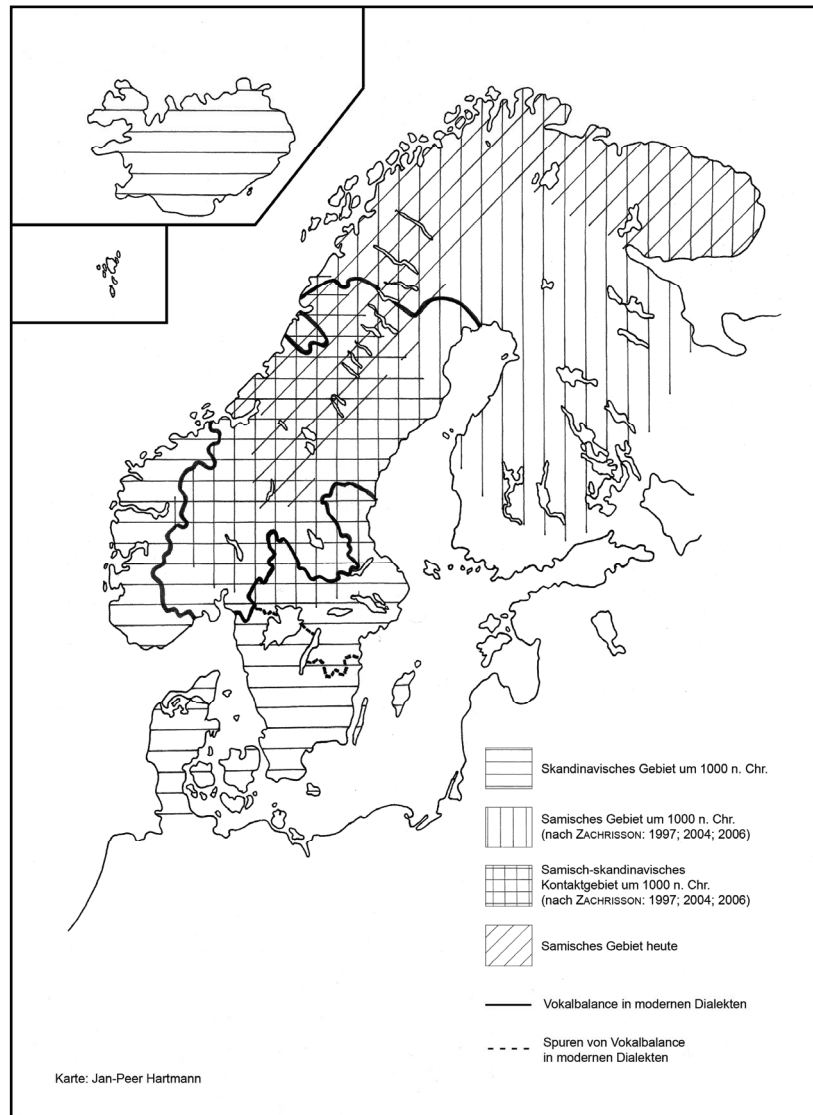 Skandinavisches Gebiet um 1000 n. Chr.
Samisches Gebiet um 1000 n. Chr.
(nach ZACHRISSON: 1997; 2004; 2006)
Samisch-skandinavisches
Kontaktgebiet um 1000 n. Chr.
(nach ZACHRISSON: 1997; 2004; 2006)
Samisches Gebiet heute
Vokalbalance in modernen Dialekten
Spuren von Vokalbalance
in modernen Dialekten
Karte: Jan-Peer Hartmann